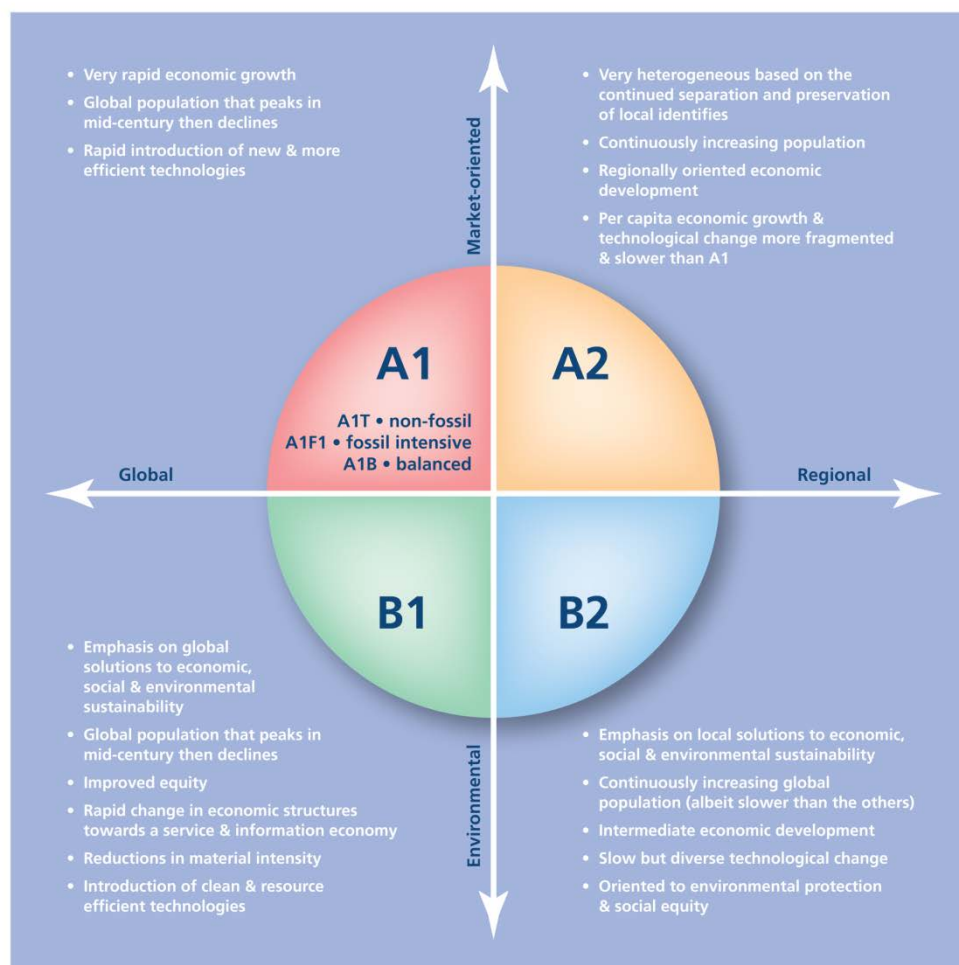 • Very rapid economic growth
• Global population that peaks in
mid-century then declines
• Rapid introduction of new & more
efficient technologies
Market-oriented
• Very heterogeneous based on the
continued separation and preservation
of local identifies
• Continuously increasing population
• Regionally oriented economic
development
• Per capita economic growth &
technological change more fragmented
& slower than A1
A1
A1T • non-fossil
A1F1 • fossil intensive
A1B • balanced
A2
Global
Regional
B1
B2
• Emphasis on global
solutions to economic,
social & environmental
sustainability
• Global population that peaks in
mid-century then declines
• Improved equity
• Rapid change in economic structures
towards a service & information economy
• Reductions in material intensity
• Introduction of clean & resource
efficient technologies
Environmental
• Emphasis on local solutions to economic,
social & environmental sustainability
• Continuously increasing global
population (albeit slower than the others)
• Intermediate economic development
• Slow but diverse technological change
• Oriented to environmental protection
& social equity